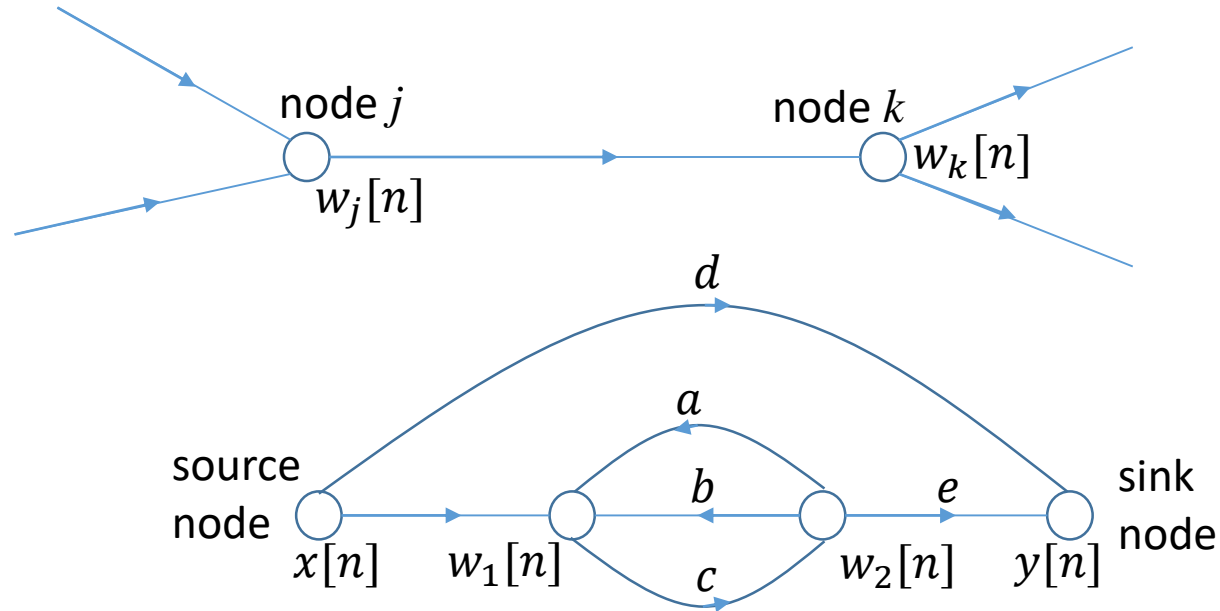 node j
node k
w_j[n]
w_k[n]
d
a
source
node
b
e
sink
node
x[n]
w_1[n]
c
w_2[n]
y[n]